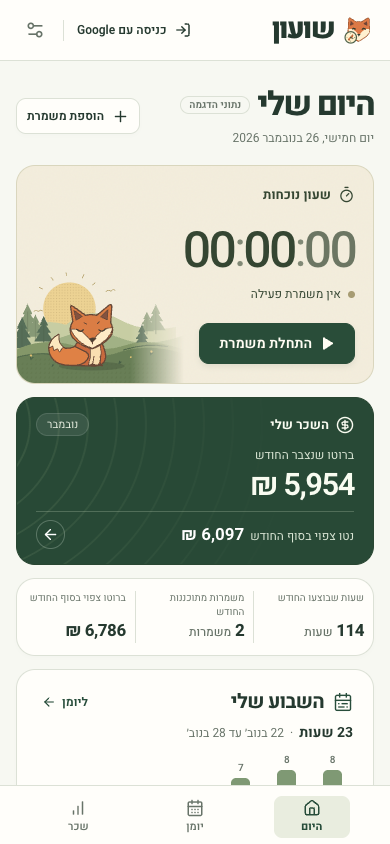 שועון
כניסה עם Google
היום שלי
נתוני הדגמה
הוספת משמרת
יום חמישי, 26 בנובמבר 2026
שעון נוכחות
00:00:00
אין משמרת פעילה
התחלת משמרת
השכר שלי
נובמבר
ברוטו שנצבר החודש
5,954 ₪
נטו צפוי בסוף החודש 6,097 ₪
שעות שבוצעו החודש
114 שעות
משמרות מתוכננות
החודש
2 משמרות
ברוטו צפוי בסוף החודש
6,786 ₪
השבוע שלי
ליומן
23 שעות · 22 בנוב׳ עד 28 בנוב׳
8
8
7
היום
יומן
שכר